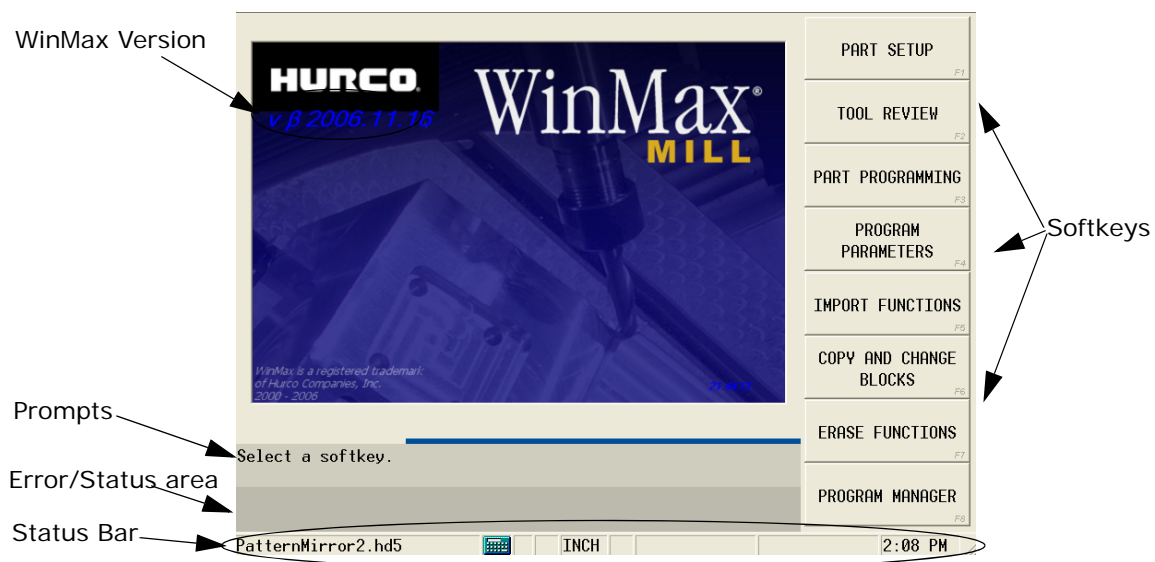 WinMax Version
HURCO.
v β 2006.11.16
WinMax®
MILL
WinMax is a registered trademark
of Hurco Companies, Inc.
2000 - 2006
PART SETUP
F1
TOOL REVIEW
F2
PART PROGRAMMING
F3
PROGRAM
PARAMETERS
F4
IMPORT FUNCTIONS
F5
COPY AND CHANGE
BLOCKS
F6
ERASE FUNCTIONS
F7
PROGRAM MANAGER
F8
Softkeys
Prompts
Select a softkey.
Error/Status area
Status Bar
PatternMirror2.hd5
INCH
2:08 PM